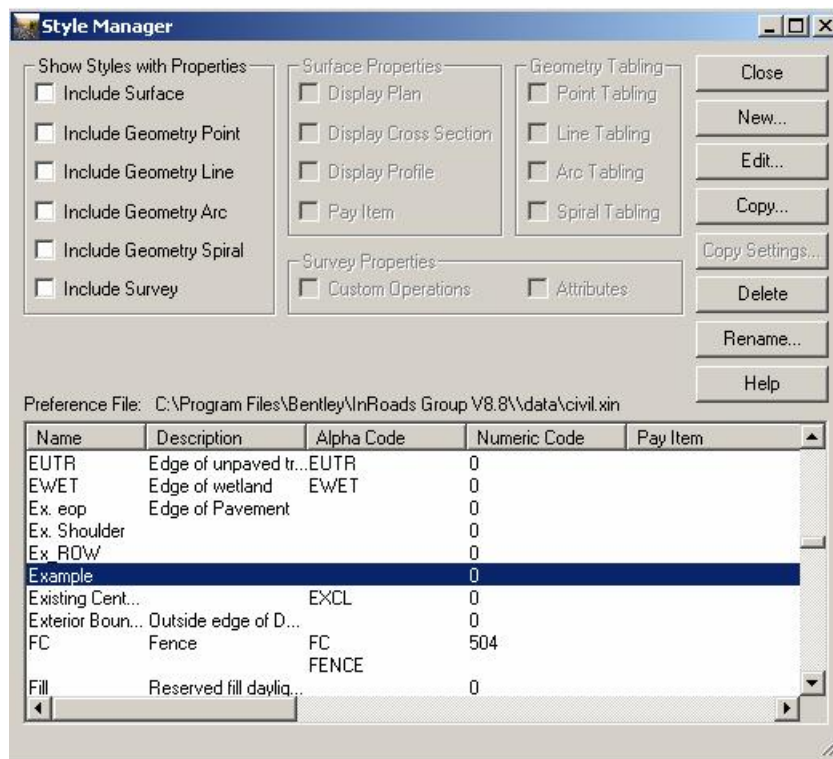 Style Manager
Show Styles with Properties
Include Surface
Include Geometry Point
Include Geometry Line
Include Geometry Arc
Include Geometry Spiral
Include Survey
Surface Properties
Display Plan
Display Cross Section
Display Profile
Pay Item
Survey Properties
Custom Operations Attributes
Geometry Tabling
Point Tabling
Line Tabling
Arc Tabling
Spiral Tabling
Close
New...
Edit...
Copy...
Copy Settings...
Delete
Rename...
Help
Preference File: C:\Program Files\Bentley\InRoads Group V8.8\\data\civil.xin
Name Description Alpha Code Numeric Code Pay Item
EUTR Edge of unpaved tr... EUTR 0
EWET Edge of wetland EWET 0
Ex. eop Edge of Pavement 0
Ex. Shoulder 0
Ex_ROW 0
Example 0
Existing Cent... EXCL 0
Exterior Boun... Outside edge of D... 0
FC Fence FC 504
FENCE
Fill Reserved fill dayligh... 0